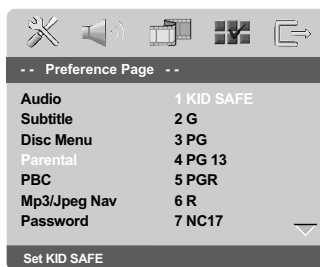 - - Preference Page - -
Audio 1 KID SAFE
Subtitle 2 G
Disc Menu 3 PG
Parental 4 PG 13
PBC 5 PGR
Mp3/Jpeg Nav 6 R
Password 7 NC17
Set KID SAFE